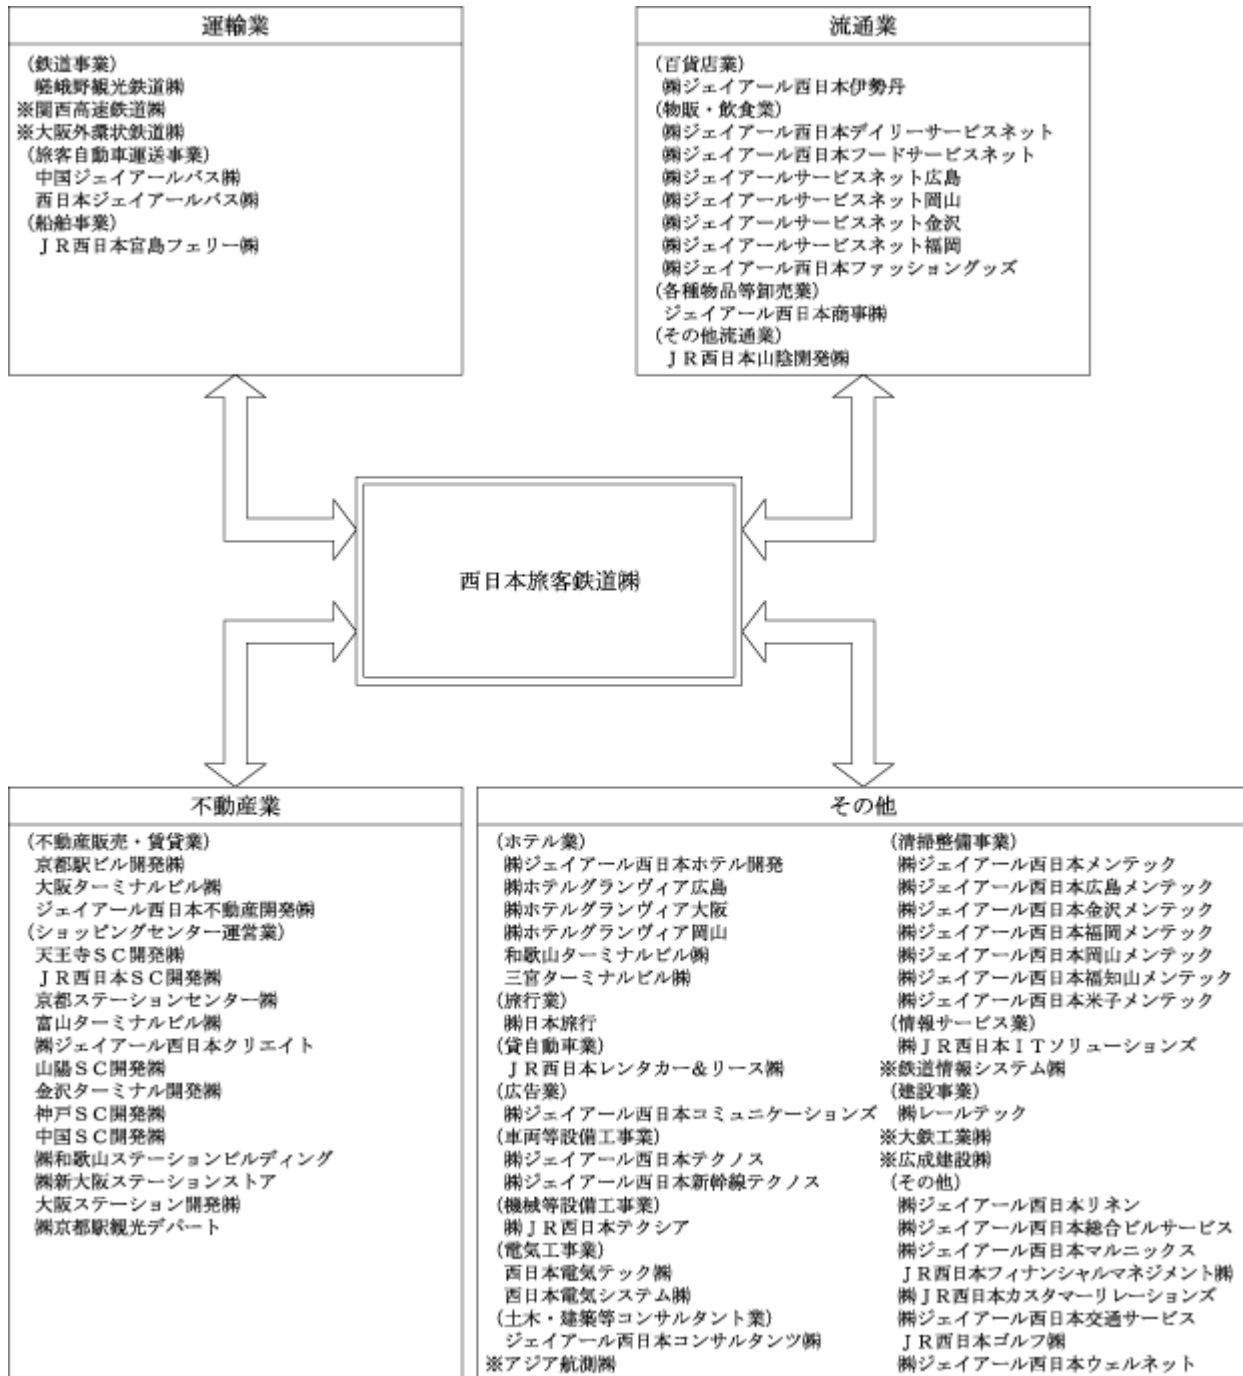 運輸業
(鉄道事業)
嵯峨野観光鉄道㈱
※関西高速鉄道㈱
※大阪外環状鉄道㈱
(旅客自動車運送事業)
中国ジェイアールバス㈱
西日本ジェイアールバス㈱
(船舶事業)
JR西日本宮島フェリー㈱
流通業
(百貨店業)
㈱ジェイアール西日本伊勢丹
(物販・飲食業)
㈱ジェイアール西日本デイリーサービスネット
㈱ジェイアール西日本フードサービスネット
㈱ジェイアールサービスネット広島
㈱ジェイアールサービスネット岡山
㈱ジェイアールサービスネット金沢
㈱ジェイアールサービスネット福岡
㈱ジェイアール西日本ファッショングッズ
(各種物品等卸売業)
ジェイアール西日本商事㈱
(その他流通業)
JR西日本山陰開発㈱
西日本旅客鉄道㈱
不動産業
(不動産販売・賃貸業)
京都駅ビル開発㈱
大阪ターミナルビル㈱
ジェイアール西日本不動産開発㈱
(ショッピングセンター運営業)
天王寺SC開発㈱
JR西日本SC開発㈱
京都ステーションセンター㈱
富山ターミナルビル㈱
㈱ジェイアール西日本クリエイト
山陽SC開発㈱
金沢ターミナル開発㈱
神戸SC開発㈱
中国SC開発㈱
㈱和歌山ステーションビルディング
㈱新大阪ステーションストア
大阪ステーション開発㈱
㈱京都駅観光デパート
その他
(ホテル業)
㈱ジェイアール西日本ホテル開発
㈱ホテルグランヴィア広島
㈱ホテルグランヴィア大阪
㈱ホテルグランヴィア岡山
和歌山ターミナルビル㈱
三宮ターミナルビル㈱
(旅行業)
㈱日本旅行
(貸自動車業)
JR西日本レンタカー&リース㈱
(広告業)
㈱ジェイアール西日本コミュニケーションズ
(車両等設備工事業)
㈱ジェイアール西日本テクノス
㈱ジェイアール西日本新幹線テクノス
(機械等設備工事業)
㈱JR西日本テクシア
(電気工事業)
西日本電気テック㈱
西日本電気システム㈱
(土木・建築等コンサルタント業)
ジェイアール西日本コンサルタンツ㈱
※アジア航測㈱
(清掃整備事業)
㈱ジェイアール西日本メンテック
㈱ジェイアール西日本広島メンテック
㈱ジェイアール西日本金沢メンテック
㈱ジェイアール西日本福岡メンテック
㈱ジェイアール西日本岡山メンテック
㈱ジェイアール西日本福知山メンテック
㈱ジェイアール西日本米子メンテック
(情報サービス業)
㈱JR西日本ITソリューションズ
※鉄道情報システム㈱
(建設事業)
㈱レールテック
※大鉄工業㈱
※広成建設㈱
(その他)
㈱ジェイアール西日本リネン
㈱ジェイアール西日本総合ビルサービス
㈱ジェイアール西日本マルニックス
JR西日本フィナンシャルマネジメント㈱
㈱JR西日本カスタマーリレーションズ
㈱ジェイアール西日本交通サービス
JR西日本ゴルフ㈱
㈱ジェイアール西日本ウェルネット